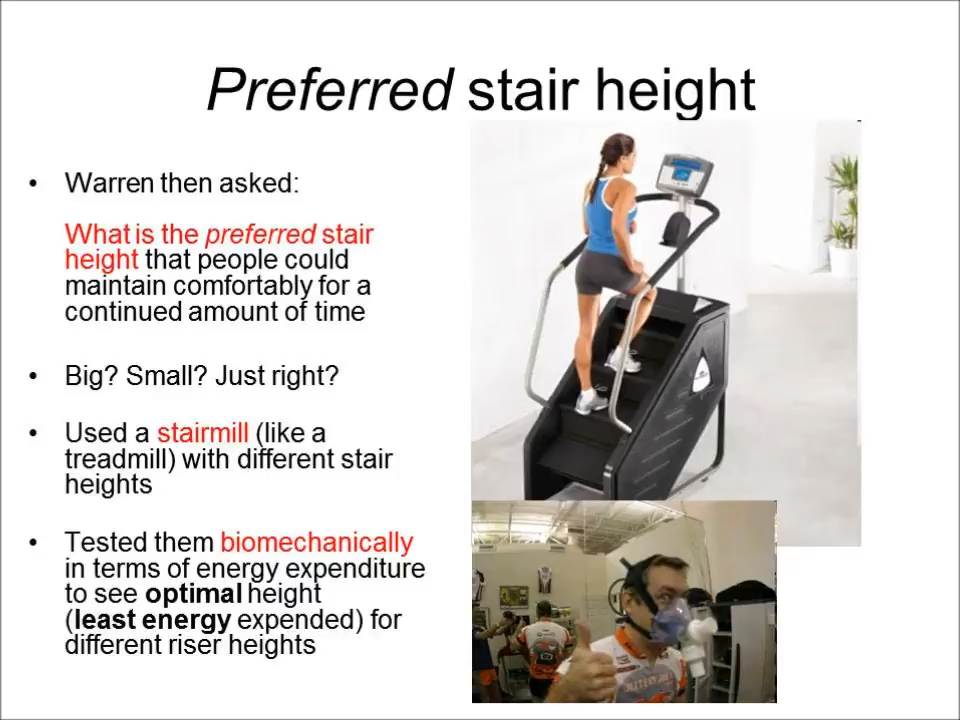 Preferred stair height
• Warren then asked:
What is the preferred stair
height that people could
maintain comfortably for a
continued amount of time
• Big? Small? Just right?
• Used a stairmill (like a
treadmill) with different stair
heights
• Tested them biomechanically
in terms of energy expenditure
to see optimal height
(least energy expended) for
different riser heights